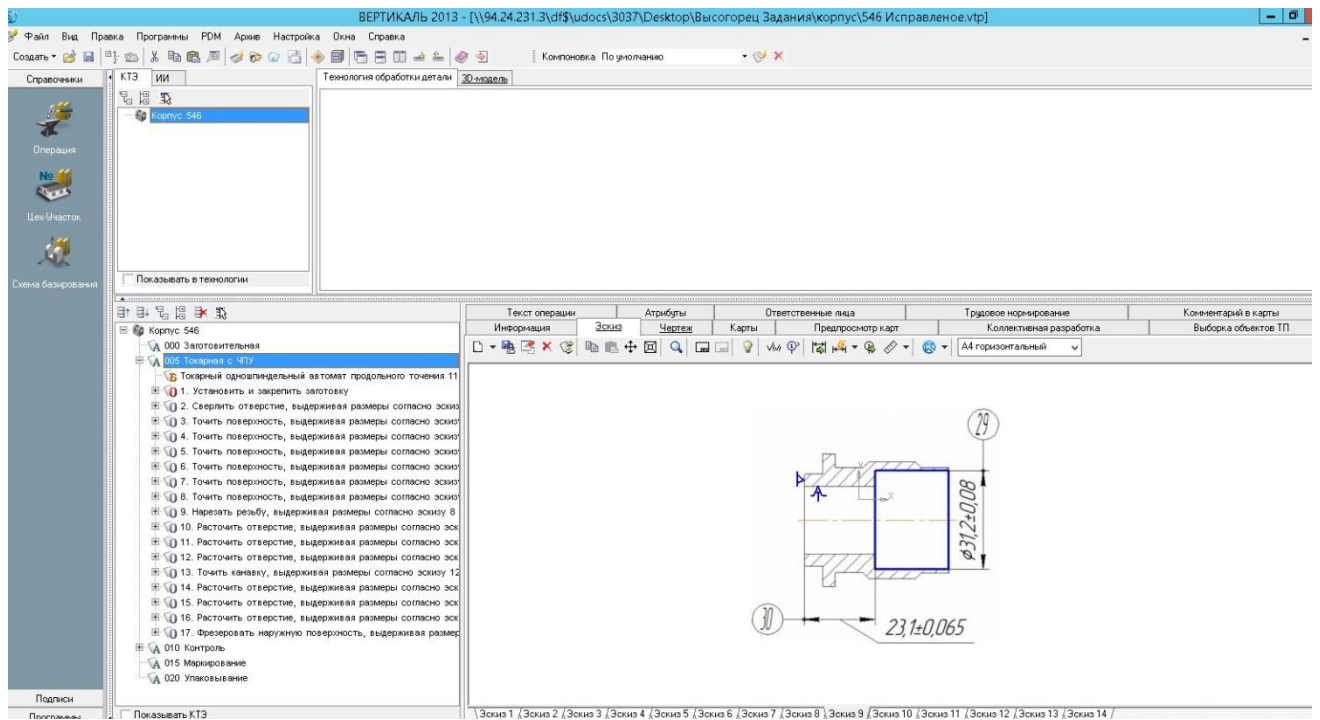 ВЕРТИКАЛЬ 2013 - [\\94.24.231.3\df$\udocs\3037\Desktop\Высогорец Задания\корпус\546 Исправленое.vtp]
Файл Вид Правка Программы PDM Архив Настройка Окна Справка
Создать Компоновка По умолчанию
Справочники КТЭ ИИ Технология обработки детали 3D-модель
Корпус 546
Операция
№
Цех-Участок
Схема базирования
Показывать в технологии
Текст операции Атрибуты Ответственные лица Трудовое нормирование Комментарий в карты
Информация Эскиз Чертеж Карты Предпросмотр карт Коллективная разработка Выборка объектов ТП
А4 горизонтальный
Корпус 546
А 000 Заготовительная
А 005 Токарная с ЧПУ
Б Токарный одношпиндельный автомат продольного точения 11
О 1. Установить и закрепить заготовку
О 2. Сверлить отверстие, выдерживая размеры согласно эскиз
О 3. Точить поверхность, выдерживая размеры согласно эскиз
О 4. Точить поверхность, выдерживая размеры согласно эскиз
О 5. Точить поверхность, выдерживая размеры согласно эскиз
О 6. Точить поверхность, выдерживая размеры согласно эскиз
О 7. Точить поверхность, выдерживая размеры согласно эскиз
О 8. Точить поверхность, выдерживая размеры согласно эскиз
О 9. Нарезать резьбу, выдерживая размеры согласно эскизу 8
О 10. Расточить отверстие, выдерживая размеры согласно эск
О 11. Расточить отверстие, выдерживая размеры согласно эск
О 12. Расточить отверстие, выдерживая размеры согласно эск
О 13. Точить канавку, выдерживая размеры согласно эскизу 12
О 14. Расточить отверстие, выдерживая размеры согласно эск
О 15. Расточить отверстие, выдерживая размеры согласно эск
О 16. Расточить отверстие, выдерживая размеры согласно эск
О 17. Фрезеровать наружную поверхность, выдерживая размер
А 010 Контроль
А 015 Маркирование
А 020 Упаковывание
29
Y
X
ø31,2±0,08
30
23,1±0,065
Подписи
Программы
Показывать КТЭ
Эскиз 1 Эскиз 2 Эскиз 3 Эскиз 4 Эскиз 5 Эскиз 6 Эскиз 7 Эскиз 8 Эскиз 9 Эскиз 10 Эскиз 11 Эскиз 12 Эскиз 13 Эскиз 14